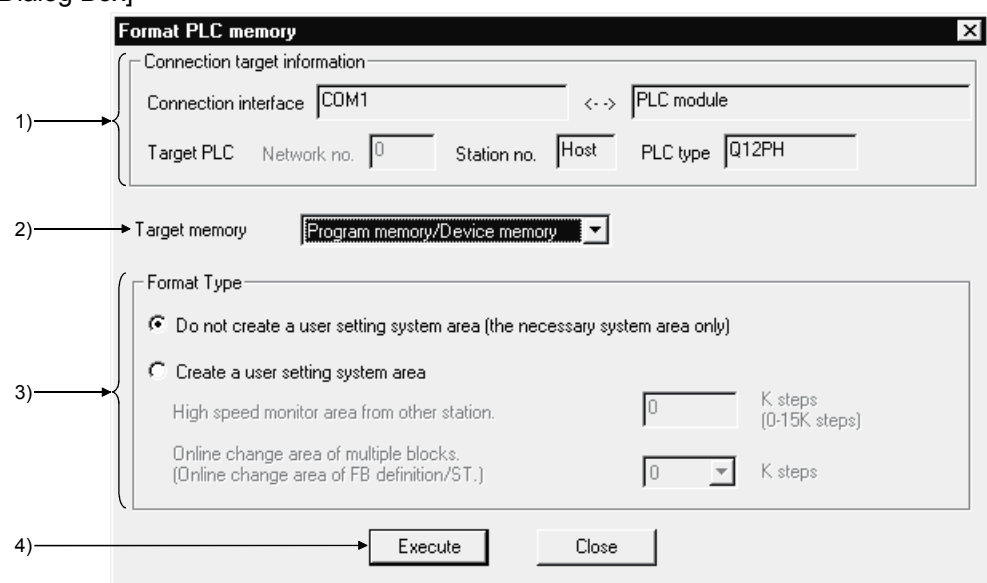 Dialog Box]
Format PLC memory
Connection target information
1)
Connection interface COM1 <--> PLC module
Target PLC Network no. 0 Station no. Host PLC type Q12PH
2)
Target memory Program memory/Device memory
Format Type
Do not create a user setting system area (the necessary system area only)
3)
Create a user setting system area
High speed monitor area from other station. 0 K steps
(0-15K steps)
Online change area of multiple blocks.
(Online change area of FB definition/ST.) 0 K steps
4)
Execute Close